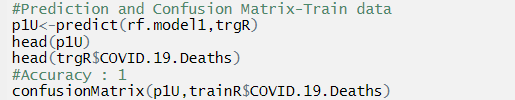 #Prediction and Confusion Matrix-Train data
p1U<-predict(rf.model1,trgR)
head(p1U)
head(trgR$COVID.19.Deaths)
#Accuracy : 1
confusionMatrix(p1U,trainR$COVID.19.Deaths)